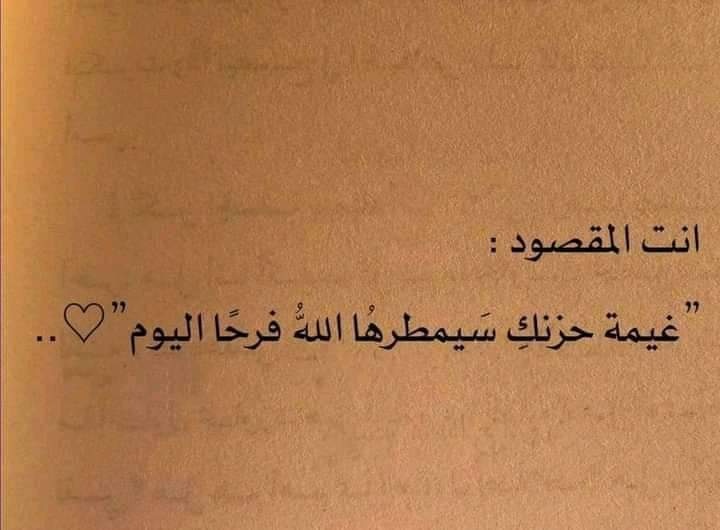 انت المقصود :
”غيمة حزنكِ سَيمطرهُا اللهُ فرحًا اليوم”♡..